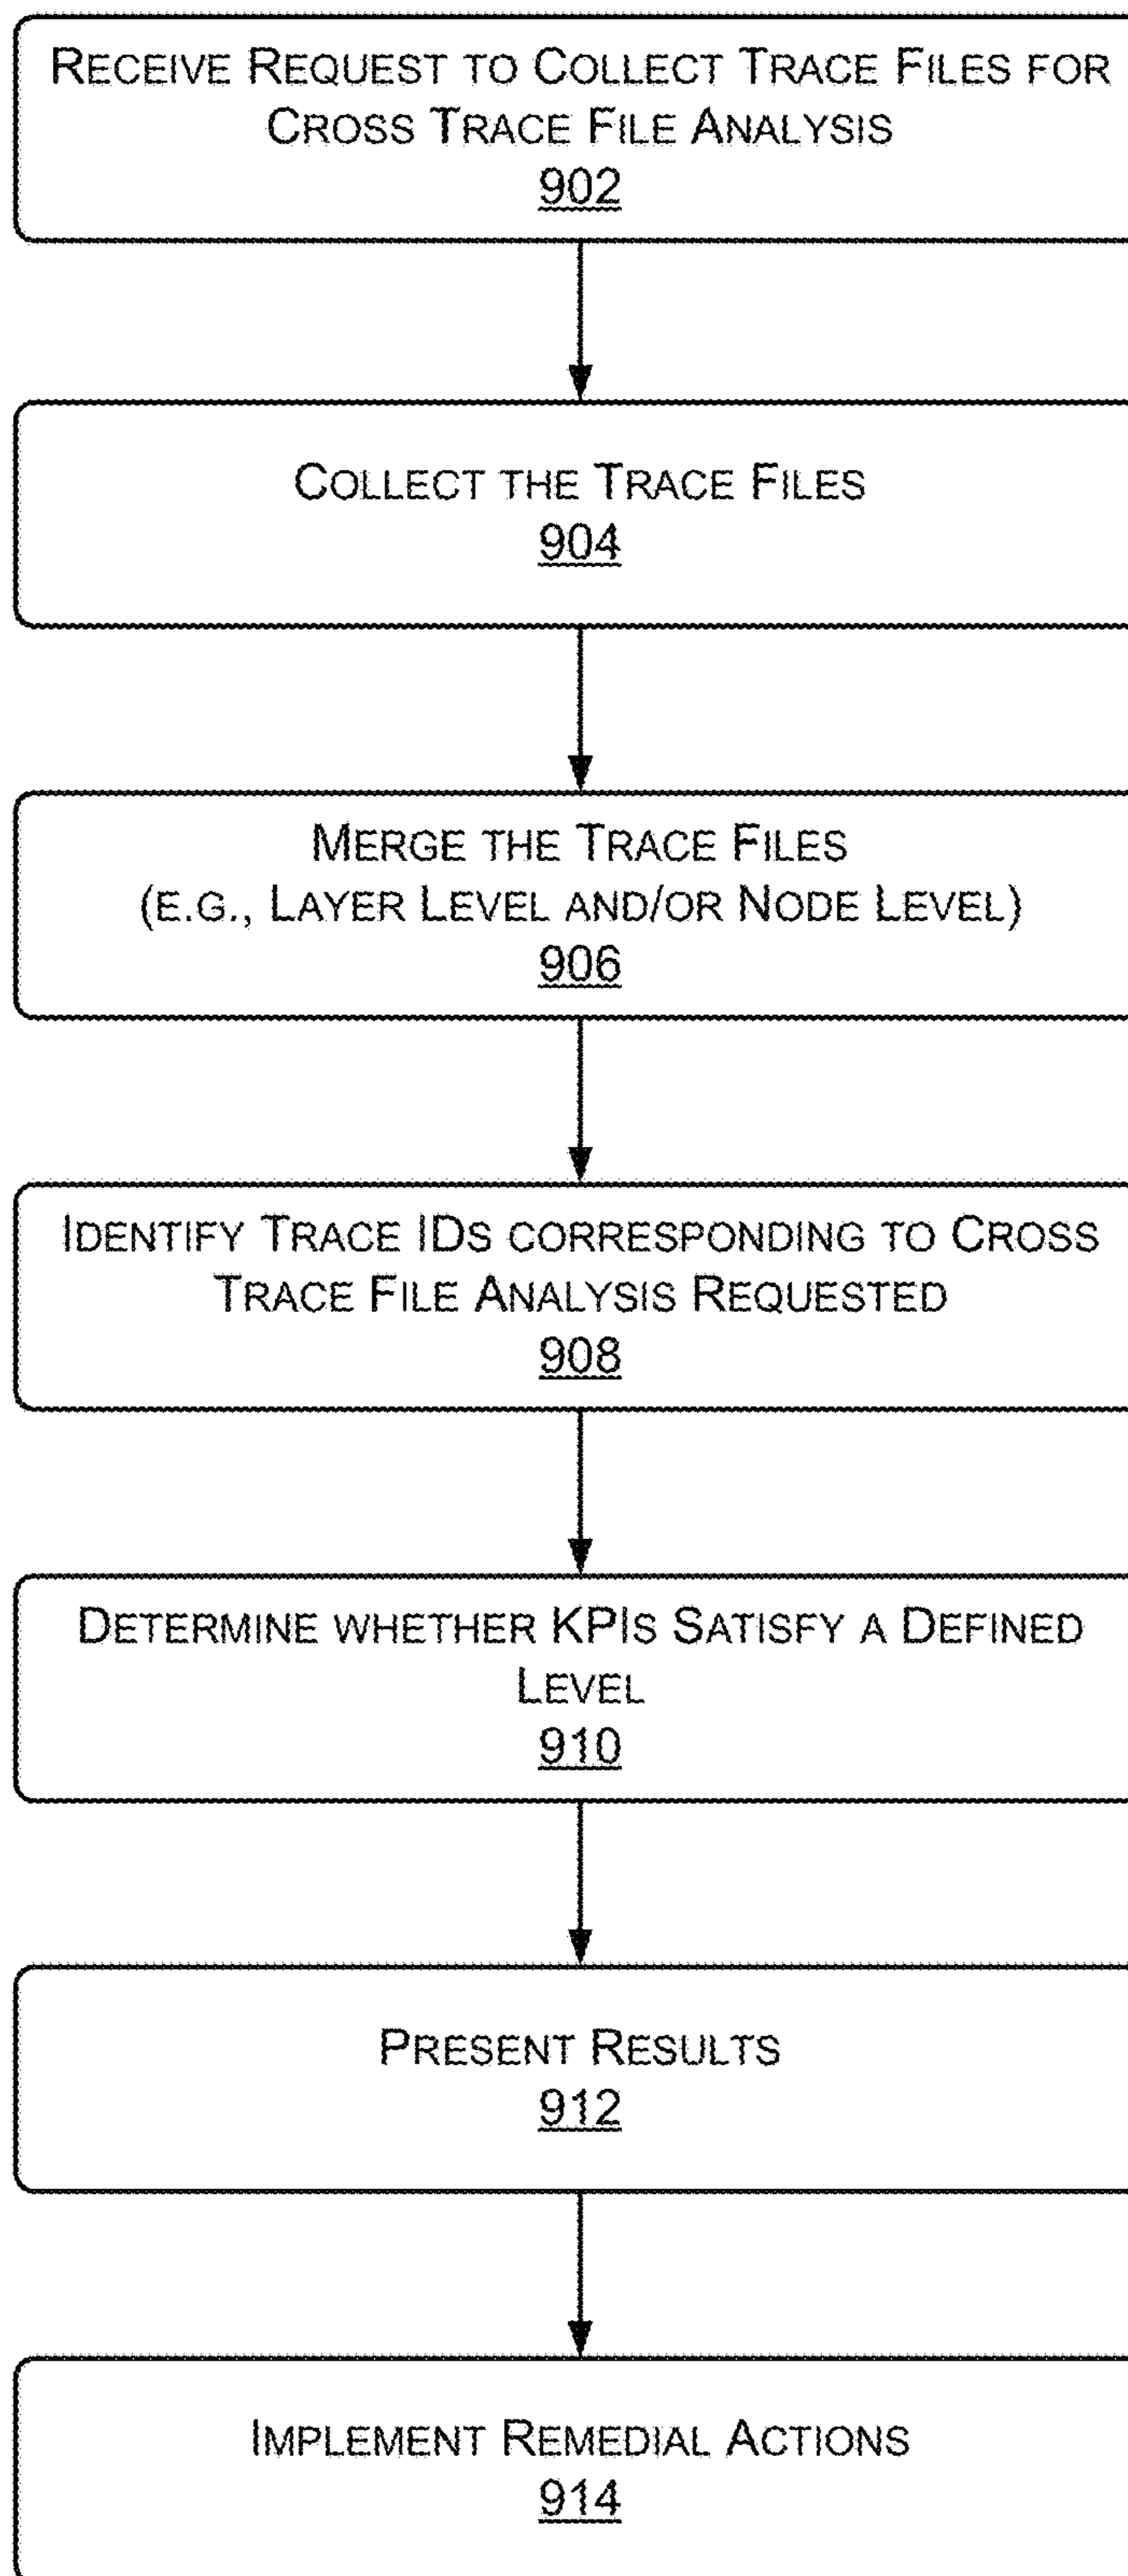 RECEIVE REQUEST TO COLLECT TRACE FILES FOR
CROSS TRACE FILE ANALYSIS
902
COLLECT THE TRACE FILES
904
MERGE THE TRACE FILES
(E.G., LAYER LEVEL AND/OR NODE LEVEL)
906
IDENTIFY TRACE IDS CORRESPONDING TO CROSS
TRACE FILE ANALYSIS REQUESTED
908
DETERMINE WHETHER KPIS SATISFY A DEFINED
LEVEL
910
PRESENT RESULTS
912
IMPLEMENT REMEDIAL ACTIONS
914